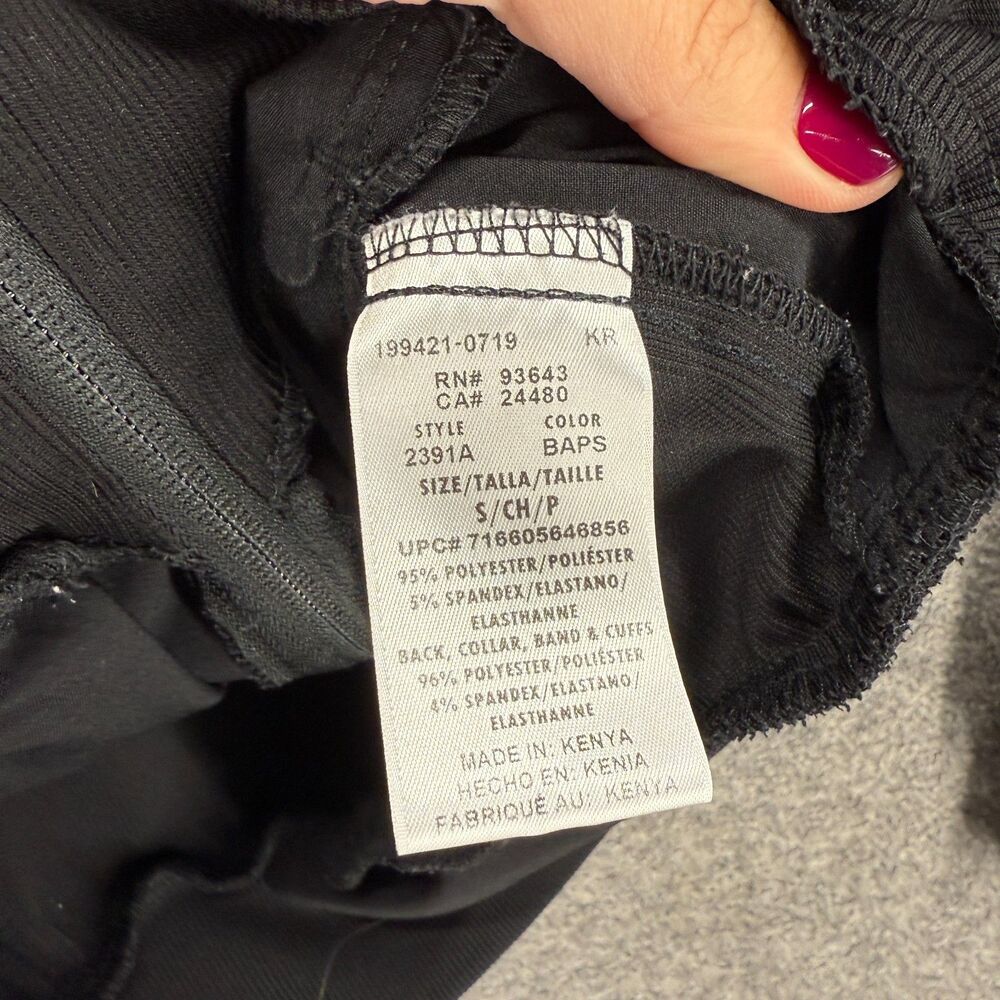 199421-0719 KR
RN# 93643
CA# 24480
STYLE COLOR
2391A BAPS
SIZE/TALLA/TAILLE
S/CH/P
UPC# 716605646856
95% POLYESTER/POLIÉSTER
5% SPANDEX/ELASTANO/
ELASTHANNE
BACK, COLLAR, BAND & CUFFS
96% POLYESTER/POLIÉSTER
4% SPANDEX/ELASTANO/
ELASTHANNE
MADE IN: KENYA
HECHO EN: KENIA
FABRIQUÉ AU: KENYA